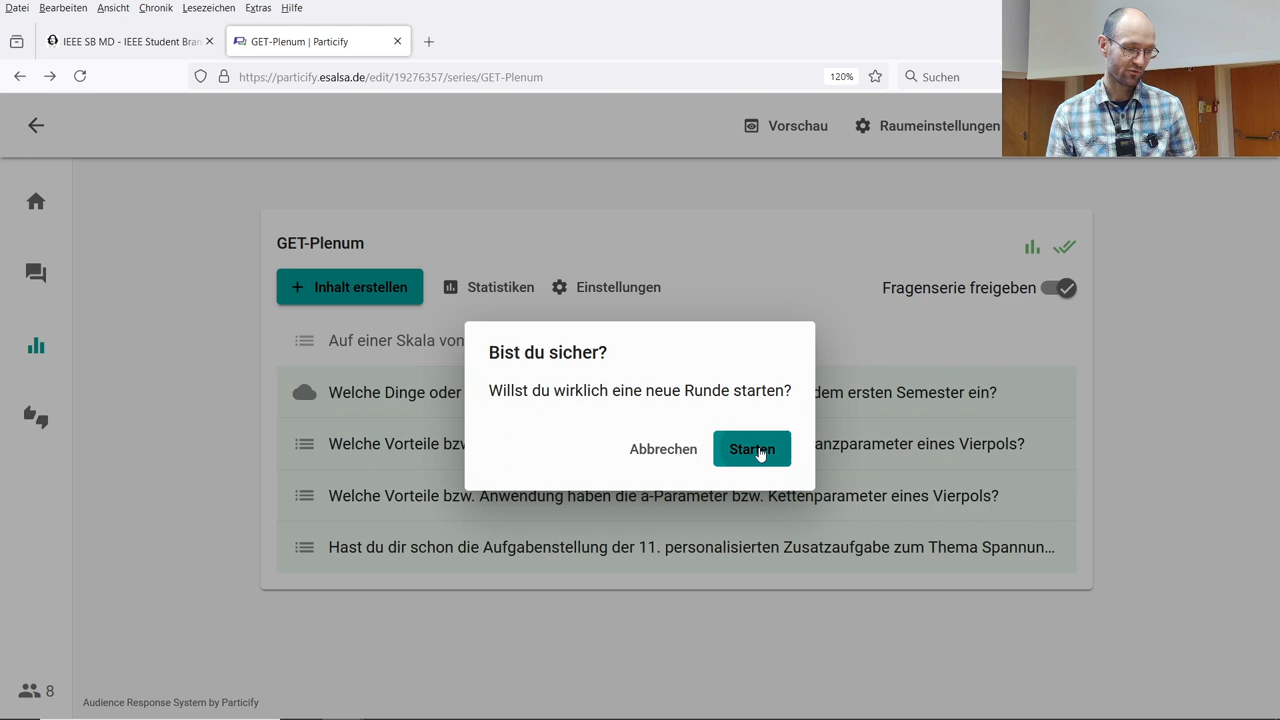 Datei Bearbeiten Ansicht Chronik Lesezeichen Extras Hilfe
IEEE SB MD - IEEE Student Bran
GET-Plenum | Particify
https://particify.esalsa.de/edit/19276357/series/GET-Plenum
120%
Suchen
Vorschau
Raumeinstellungen
GET-Plenum
Inhalt erstellen
Statistiken
Einstellungen
Fragenserie freigeben
Auf einer Skala von
Bist du sicher?
Willst du wirklich eine neue Runde starten?
Abbrechen
Starten
Welche Dinge oder
dem ersten Semester ein?
Welche Vorteile bzw
anzparameter eines Vierpols?
Welche Vorteile bzw. Anwendung haben die a-Parameter bzw. Kettenparameter eines Vierpols?
Hast du dir schon die Aufgabenstellung der 11. personalisierten Zusatzaufgabe zum Thema Spannun...
8
Audience Response System by Particify